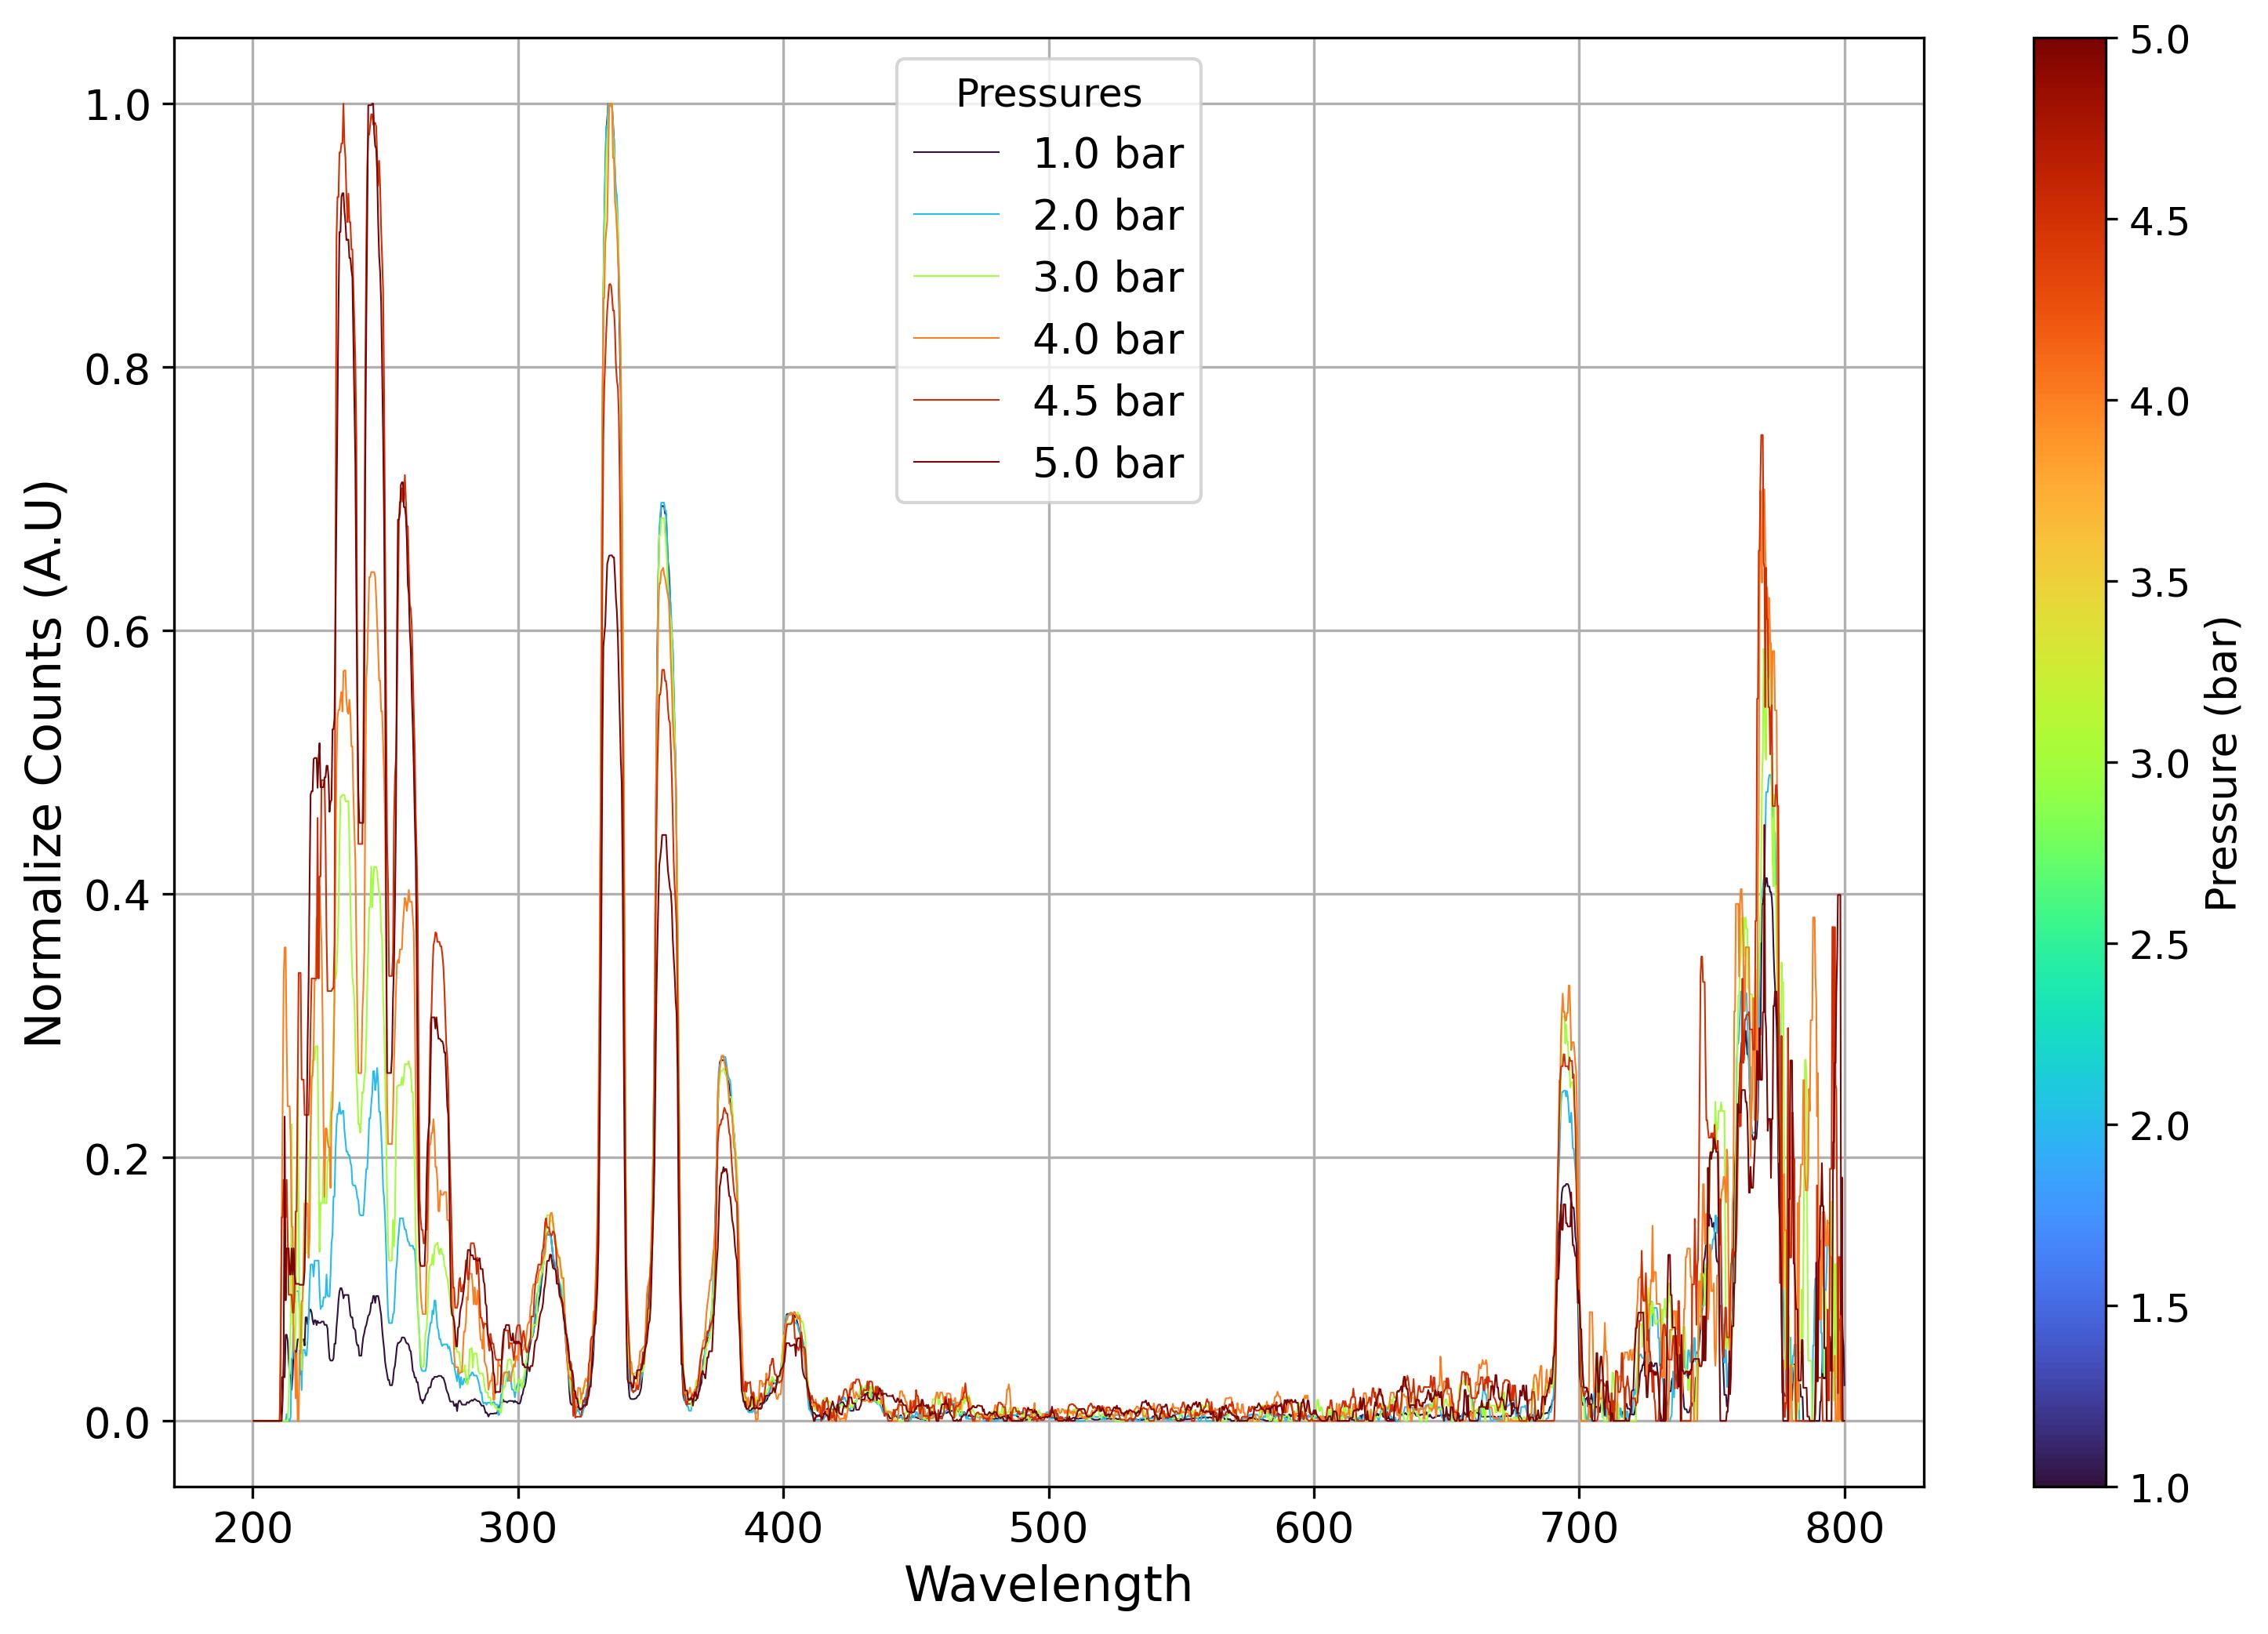 Pressures
1.0 bar
2.0 bar
3.0 bar
4.0 bar
4.5 bar
5.0 bar
Normalize Counts (A.U)
1.0
0.8
0.6
0.4
0.2
0.0
200 300 400 500 600 700 800
Wavelength
5.0
4.5
4.0
3.5
3.0
2.5
2.0
1.5
1.0
Pressure (bar)